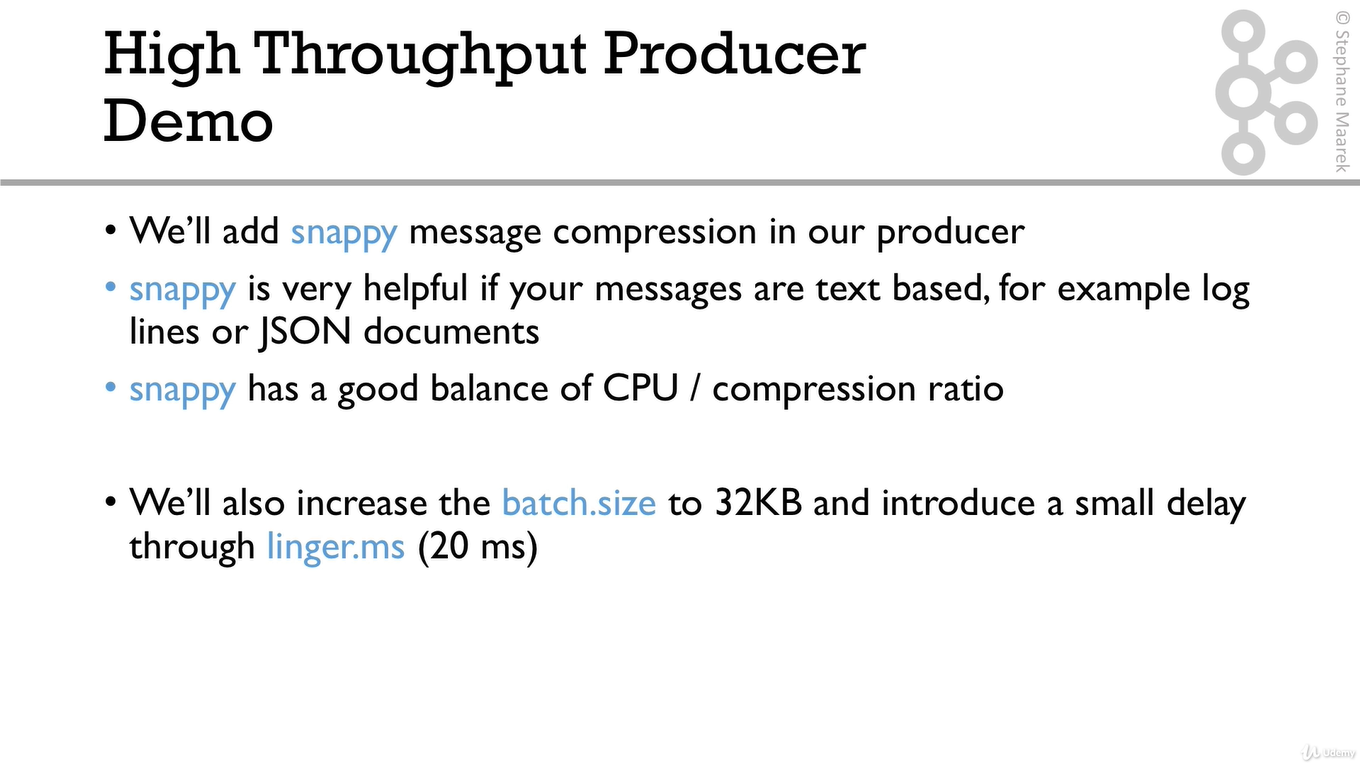 High Throughput Producer
Demo
© Stephane Maarek
• We’ll add snappy message compression in our producer
• snappy is very helpful if your messages are text based, for example log
lines or JSON documents
• snappy has a good balance of CPU / compression ratio
• We’ll also increase the batch.size to 32KB and introduce a small delay
through linger.ms (20 ms)
Udemy